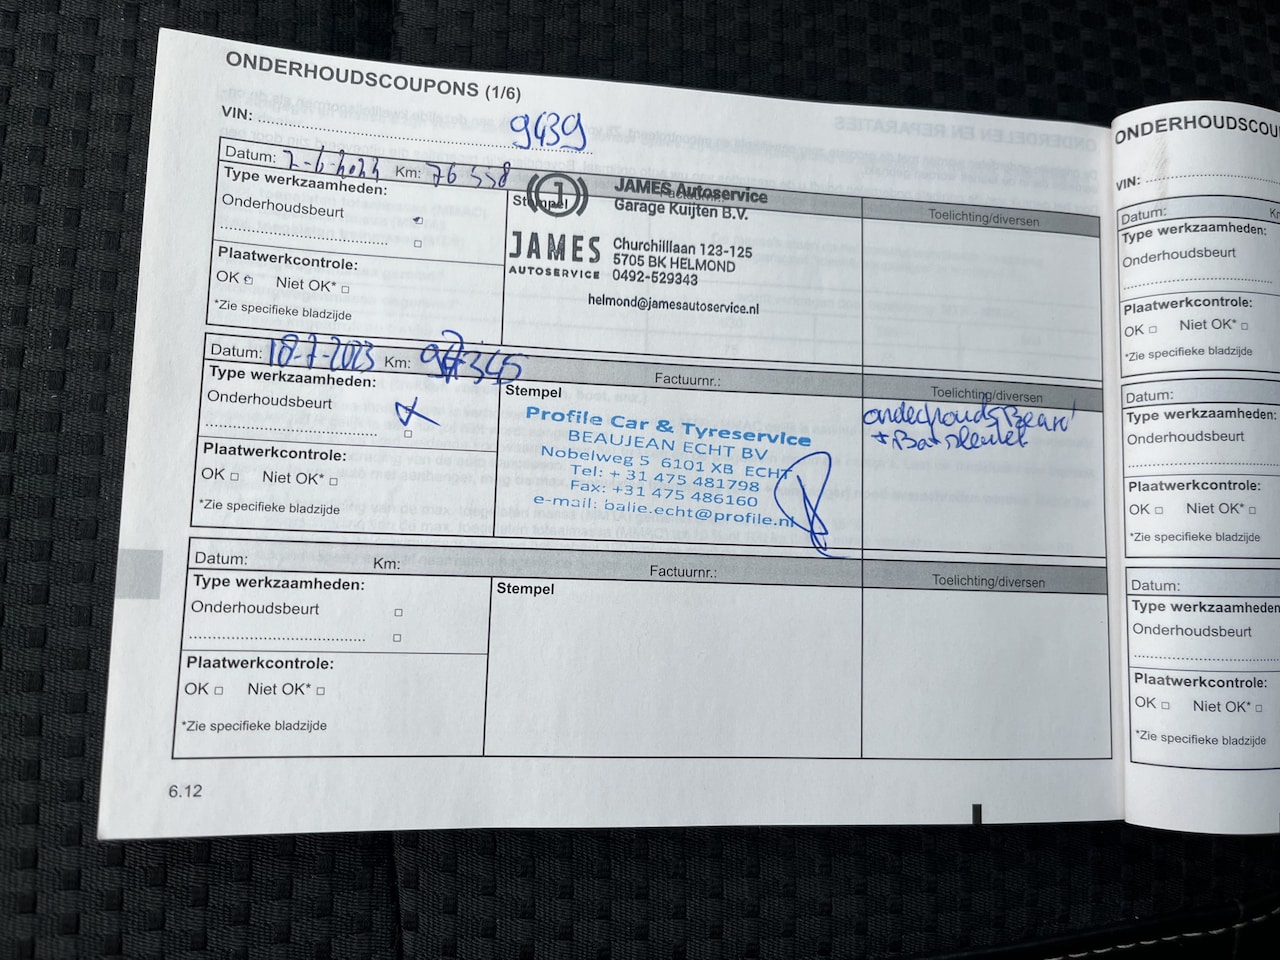 ONDERHOUDSCOUPONS (1/6)
VIN: 9439
Datum: Km: 76 558 Factuurnr.:
Type werkzaamheden:
Onderhoudsbeurt
Plaatwerkcontrole:
OK Niet OK*
*Zie specifieke bladzijde
Stempel
JAMES
AUTOSERVICE
JAMES Autoservice
Garage Kuijten B.V.
Churchilllaan 123-125
5705 BK HELMOND
0492-529343
helmond@jamesautoservice.nl
Toelichting/diversen
Datum: 18-7-2023 Km: 97345 Factuurnr.:
Type werkzaamheden:
Onderhoudsbeurt
Plaatwerkcontrole:
OK Niet OK*
*Zie specifieke bladzijde
Stempel
Profile Car & Tyreservice
BEAUJEAN ECHT BV
Nobelweg 5 6101 XB ECHT
Tel: + 31 475 481798
Fax: +31 475 486160
e-mail: balie.echt@profile.nl
Toelichting/diversen
Datum: Km: Factuurnr.:
Type werkzaamheden:
Onderhoudsbeurt
Plaatwerkcontrole:
OK Niet OK*
*Zie specifieke bladzijde
Stempel
Toelichting/diversen
6.12
ONDERHOUDSCOU
VIN:
Datum:
Type werkzaamheden:
Onderhoudsbeurt
Plaatwerkcontrole:
OK Niet OK*
*Zie specifieke bladzijde
Datum:
Type werkzaamheden:
Onderhoudsbeurt
Plaatwerkcontrole:
OK Niet OK*
*Zie specifieke bladzijde
Datum:
Type werkzaamheden
Onderhoudsbeurt
Plaatwerkcontrole:
OK Niet OK*
*Zie specifieke bladzijde